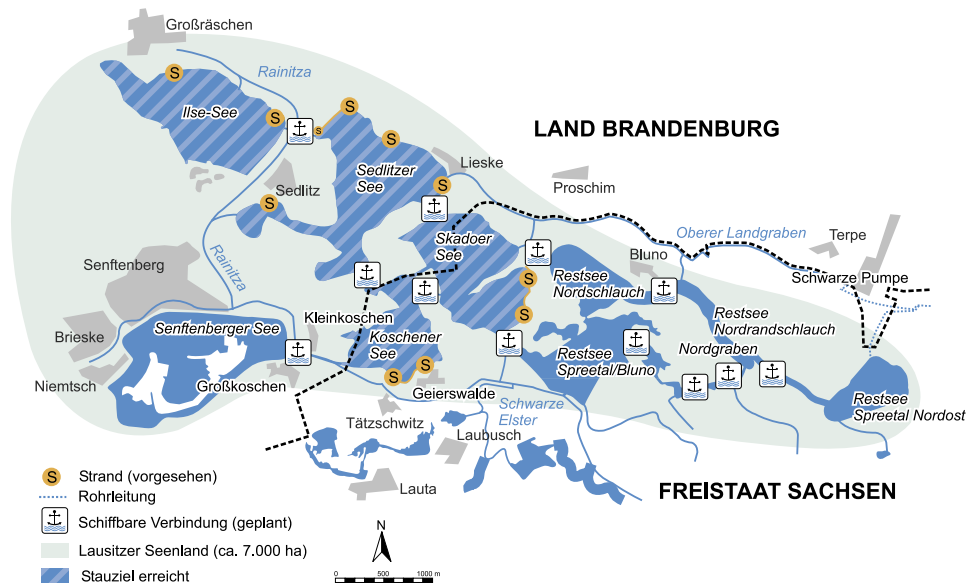 Großräschen
Rainitza
Ilse-See
S
S
S
S
S
S
S
S
S
S
S
LAND BRANDENBURG
Lieske
Sedlitzer
See
Sedlitz
Proschim
Skadoer
See
Oberer Landgraben
Terpe
Bluno
Schwarze Pumpe
Senftenberg
Rainitza
Restsee
Nordschlauch
Restsee
Nordrandschlauch
Kleinkoschen
Senftenberger See
Brieske
Koschener
See
Nordgraben
Restsee
Spreetal/Bluno
Niemtsch
Großkoschen
Geierswalde
Schwarze
Elster
Restsee
Spreetal Nordost
Tätzschwitz
Laubusch
Lauta
FREISTAAT SACHSEN
S Strand (vorgesehen)
Rohrleitung
Schiffbare Verbindung (geplant)
Lausitzer Seenland (ca. 7.000 ha)
Stauziel erreicht
N
0 500 1000 m